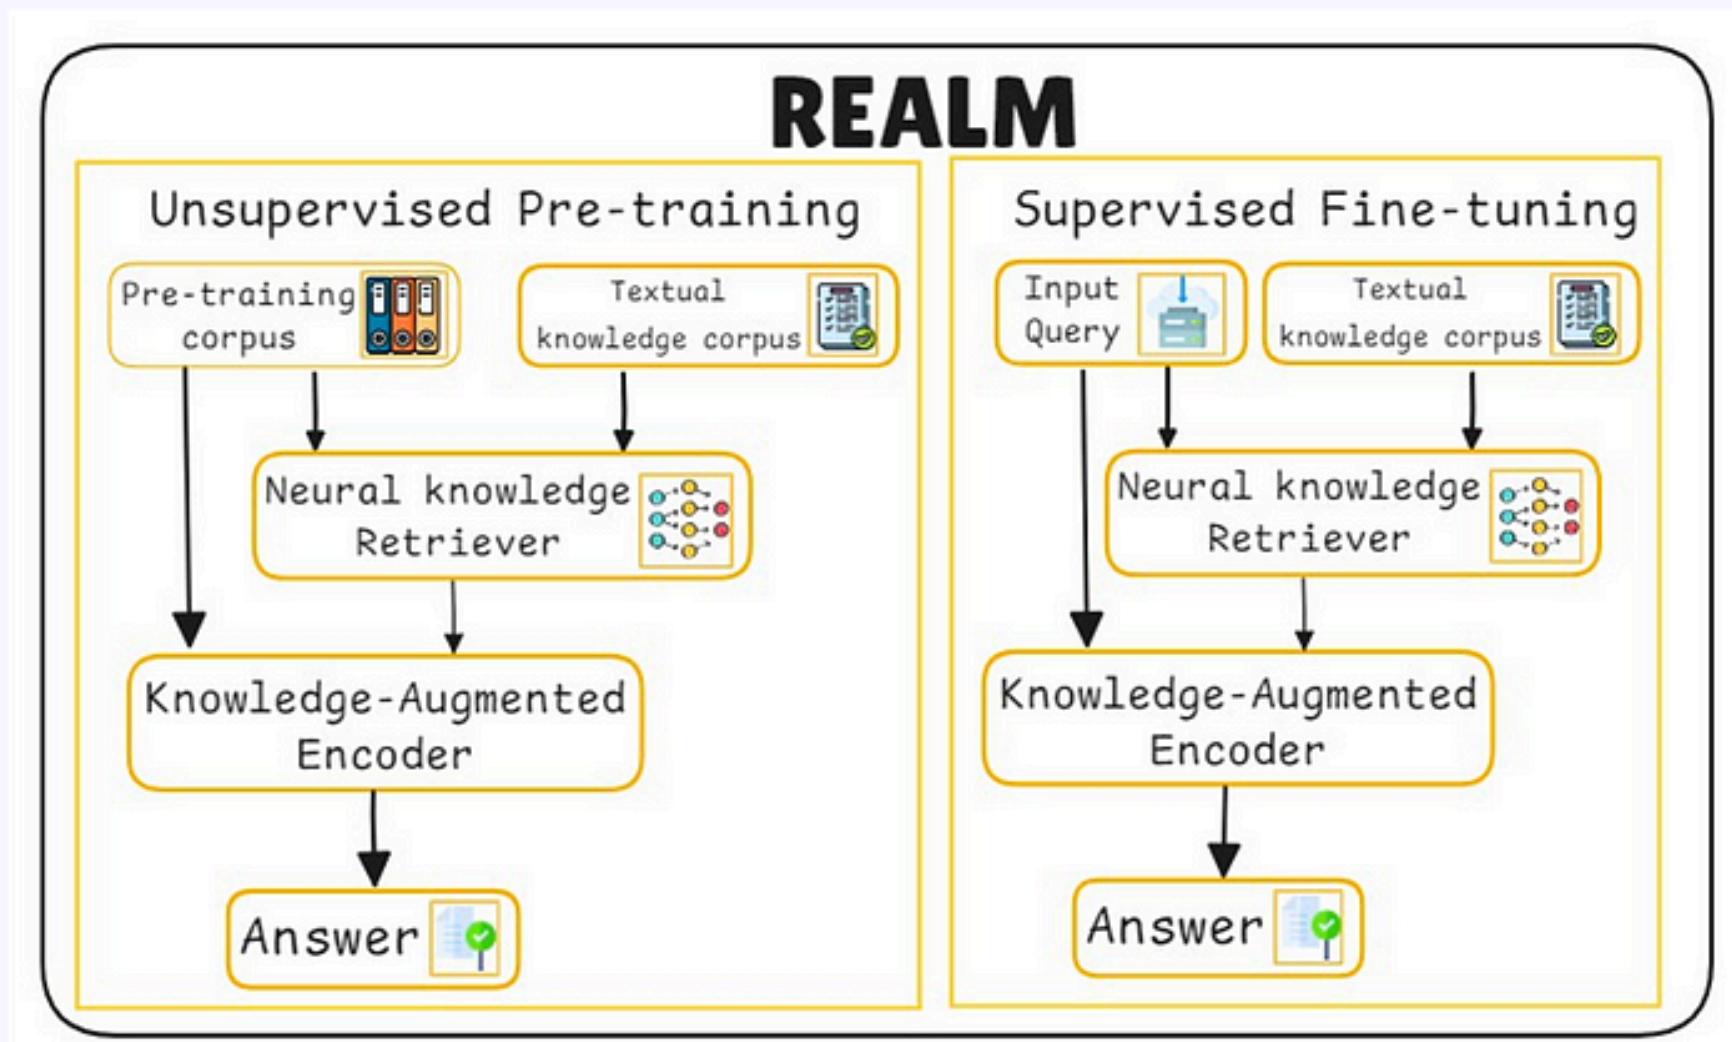 REALM
Unsupervised Pre-training
Pre-training
corpus
Textual
knowledge corpus
Neural knowledge
Retriever
Knowledge-Augmented
Encoder
Answer
Supervised Fine-tuning
Input
Query
Textual
knowledge corpus
Neural knowledge
Retriever
Knowledge-Augmented
Encoder
Answer